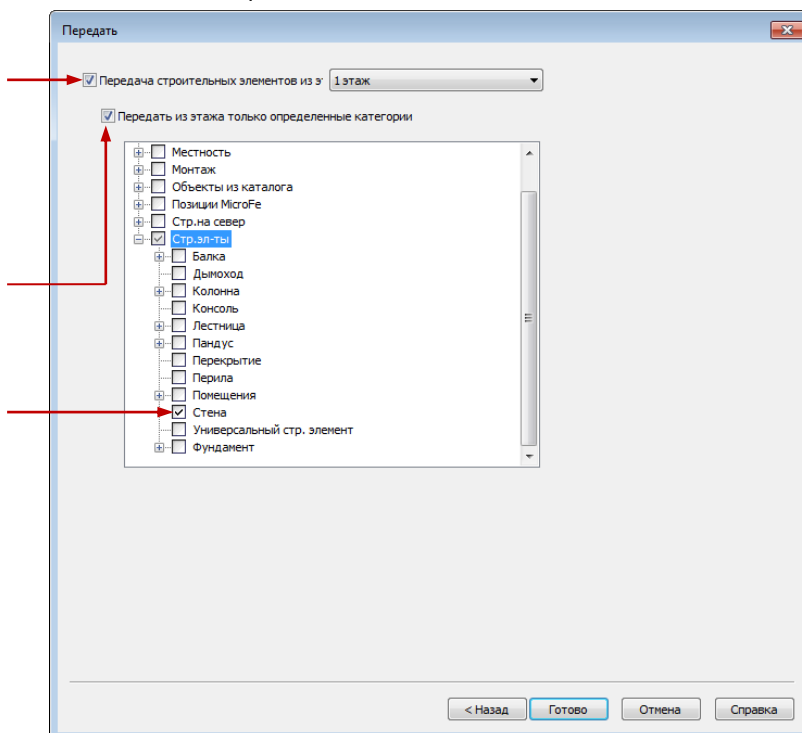 Передать
Передача строительных элементов из э 1 этаж
Передать из этажа только определенные категории
Местность
Монтаж
Объекты из каталога
Позиции MicroFe
Стр.на север
Стр.эл-ты
Балка
Дымоход
Колонна
Консоль
Лестница
Пандус
Перекрытие
Перила
Помещения
Стена
Универсальный стр. элемент
Фундамент
< Назад Готово Отмена Справка